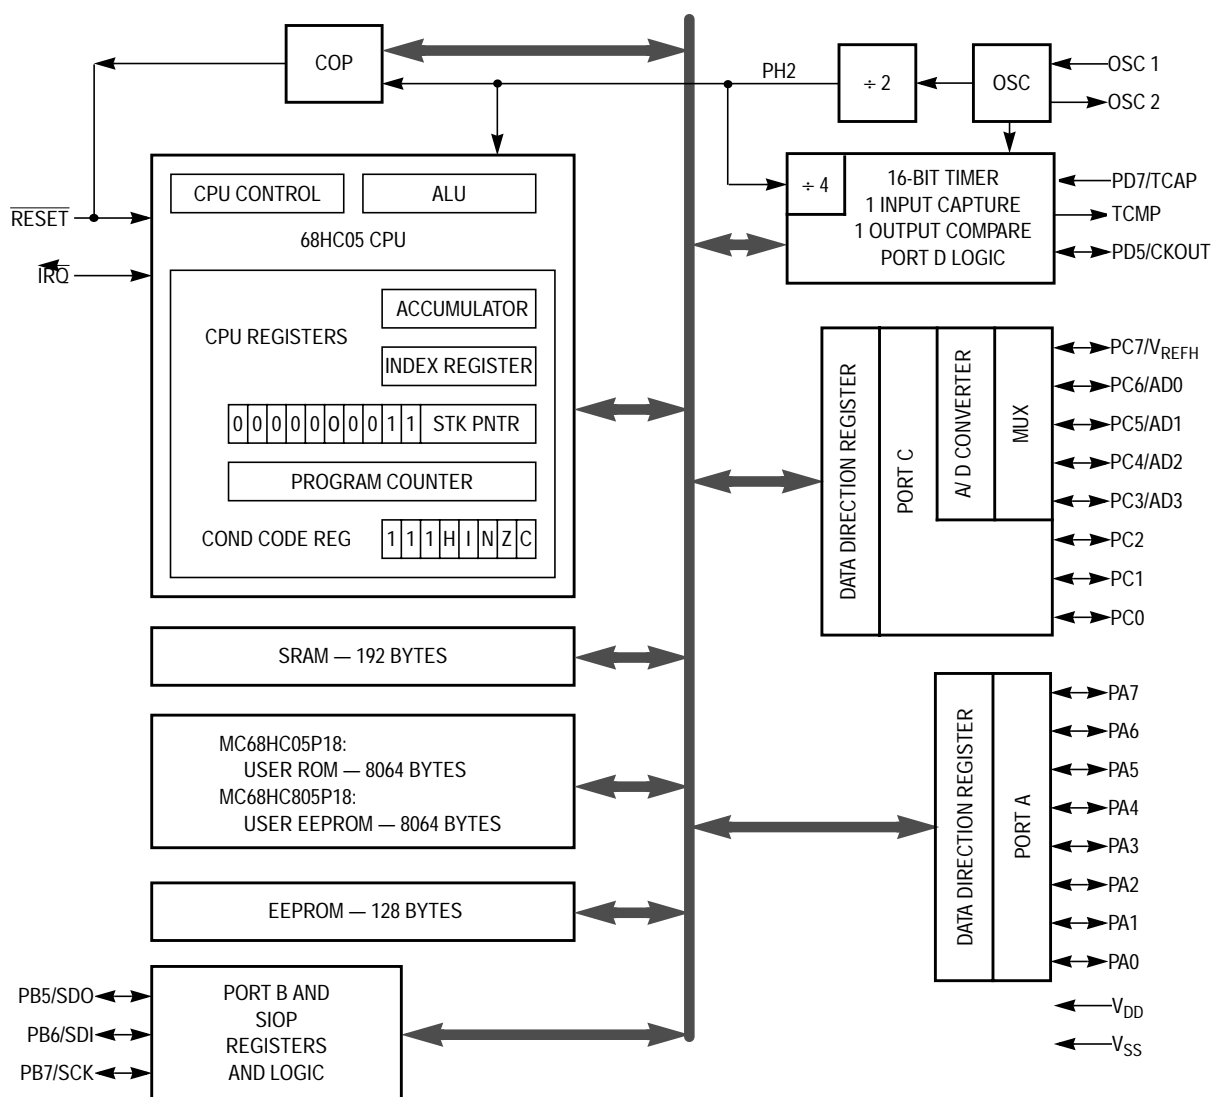 COP
PH2
÷ 2
OSC
OSC 1
OSC 2
CPU CONTROL
ALU
68HC05 CPU
RESET
IRQ
÷ 4
16-BIT TIMER
1 INPUT CAPTURE
1 OUTPUT COMPARE
PORT D LOGIC
PD7/TCAP
TCMP
PD5/CKOUT
CPU REGISTERS
ACCUMULATOR
INDEX REGISTER
0 0 0 0 0 0 0 0 1 1 STK PNTR
PROGRAM COUNTER
COND CODE REG
1 1 1 H I N Z C
DATA DIRECTION REGISTER
PORT C
A/ D CONVERTER
MUX
PC7/VREFH
PC6/AD0
PC5/AD1
PC4/AD2
PC3/AD3
PC2
PC1
PC0
SRAM — 192 BYTES
MC68HC05P18:
USER ROM — 8064 BYTES
MC68HC805P18:
USER EEPROM — 8064 BYTES
EEPROM — 128 BYTES
DATA DIRECTION REGISTER
PORT A
PA7
PA6
PA5
PA4
PA3
PA2
PA1
PA0
VDD
VSS
PB5/SDO
PB6/SDI
PB7/SCK
PORT B AND
SIOP
REGISTERS
AND LOGIC